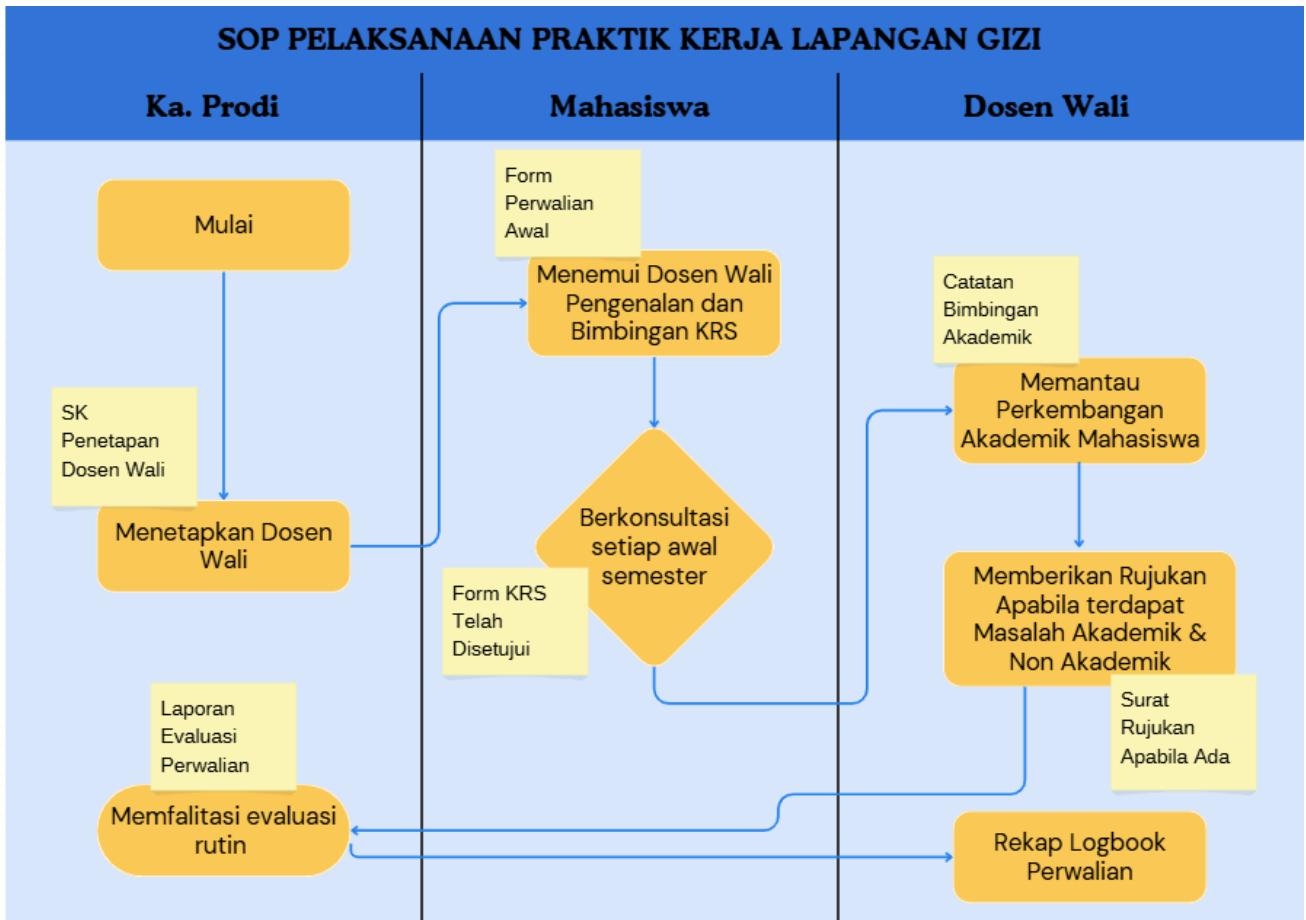 SOP PELAKSANAAN PRAKTIK KERJA LAPANGAN GIZI
Ka. Prodi
Mahasiswa
Dosen Wali
Mulai
SK
Penetapan
Dosen Wali
Menetapkan Dosen
Wali
Form
Perwalian
Awal
Menemui Dosen Wali
Pengenalan dan
Bimbingan KRS
Berkonsultasi
setiap awal
semester
Form KRS
Telah
Disetujui
Catatan
Bimbingan
Akademik
Memantau
Perkembangan
Akademik Mahasiswa
Memberikan Rujukan
Apabila terdapat
Masalah Akademik &
Non Akademik
Surat
Rujukan
Apabila Ada
Laporan
Evaluasi
Perwalian
Memfalitasi evaluasi
rutin
Rekap Logbook
Perwalian